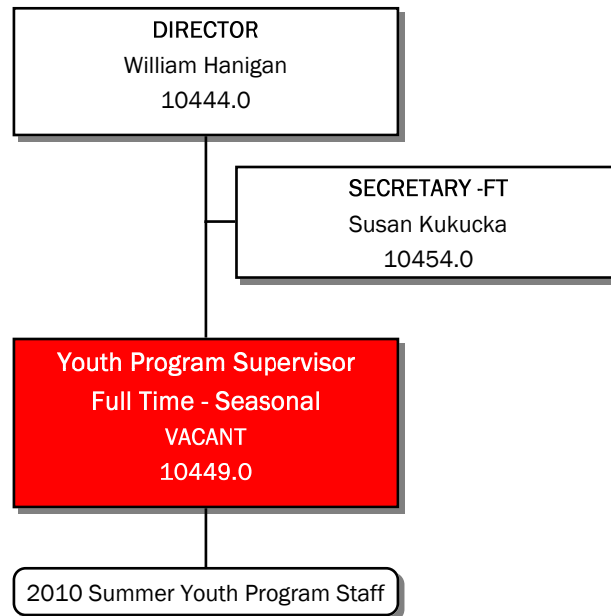 DIRECTOR
William Hanigan
10444.0
SECRETARY -FT
Susan Kukucka
10454.0
Youth Program Supervisor
Full Time - Seasonal
VACANT
10449.0
2010 Summer Youth Program Staff